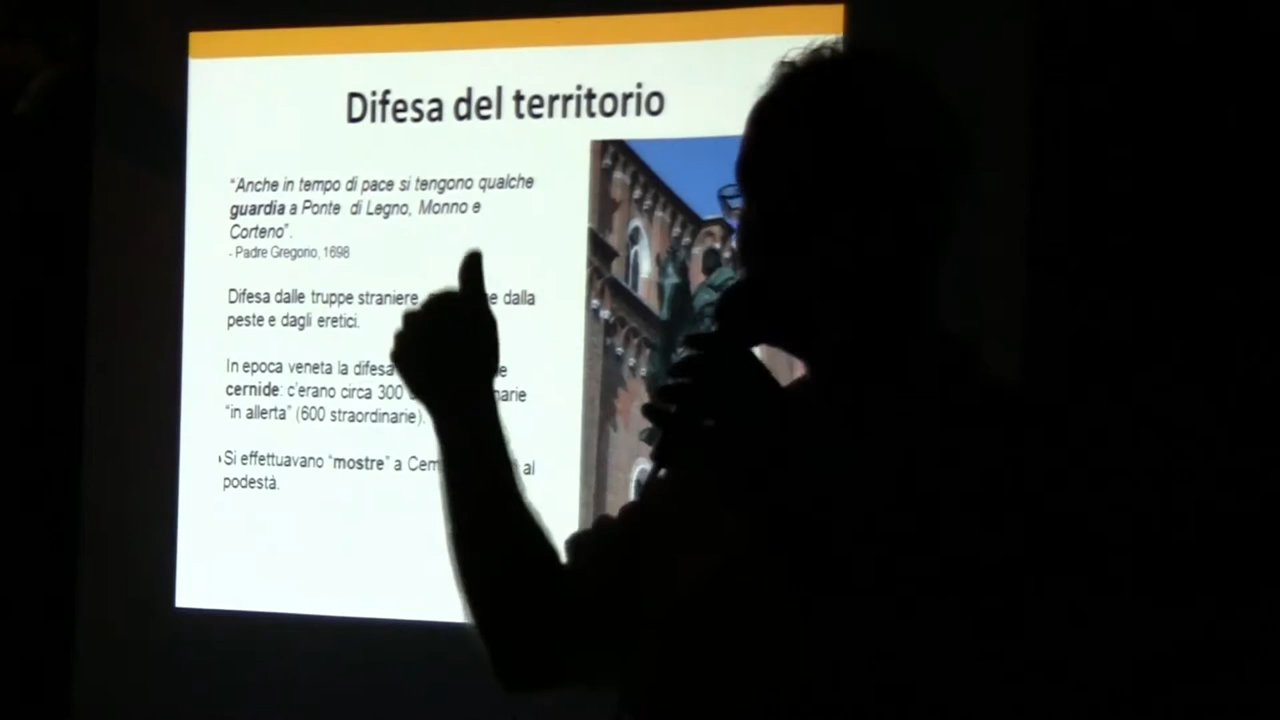 Difesa del territorio
“Anche in tempo di pace si tengono qualche
guardia a Ponte di Legno, Monno e
Corteno”.
- Padre Gregorio, 1698
Difesa dalle truppe straniere, dalla
peste e dagli eretici.
In epoca veneta la difesa
cernide: c’erano circa 300
“in allerta” (600 straordinarie).
Si effettuavano “mostre” a al
podestà.